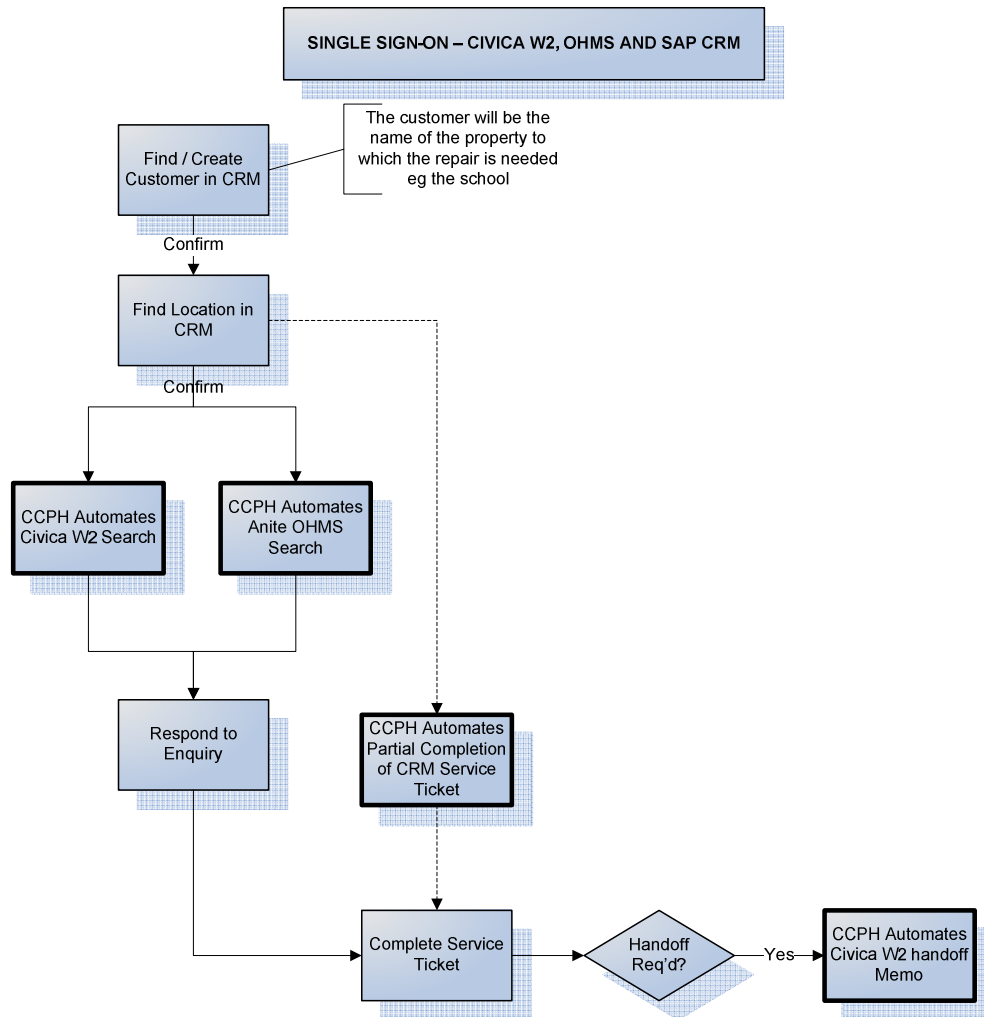 SINGLE SIGN-ON – CIVICA W2, OHMS AND SAP CRM
The customer will be the
name of the property to
which the repair is needed
eg the school
Find / Create
Customer in CRM
Confirm
Find Location in
CRM
Confirm
CCPH Automates
Civica W2 Search
CCPH Automates
Anite OHMS
Search
Respond to
Enquiry
CCPH Automates
Partial Completion
of CRM Service
Ticket
Complete Service
Ticket
Handoff
Req'd?
Yes
CCPH Automates
Civica W2 handoff
Memo